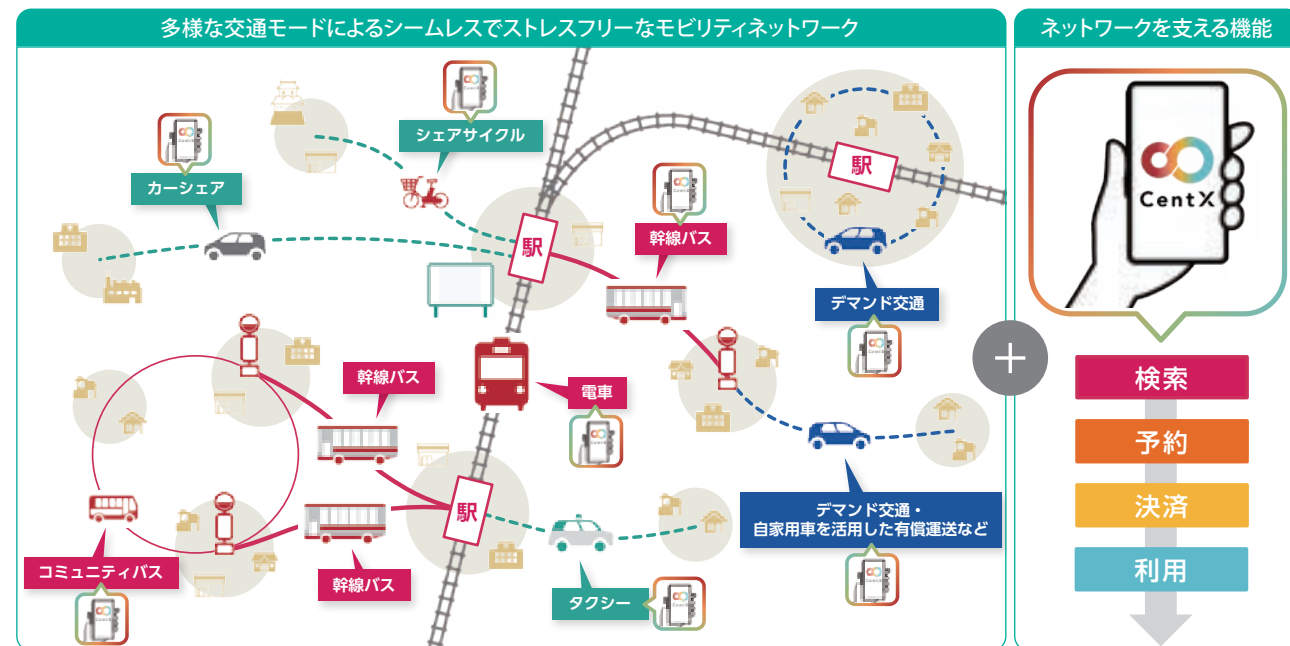 多様な交通モードによるシームレスでストレスフリーなモビリティネットワーク
ネットワークを支える機能
シェアサイクル
カーシェア
駅
駅
幹線バス
デマンド交通
CentX
幹線バス
電車
駅
デマンド交通・
自家用車を活用した有償運送など
コミュニティバス
幹線バス
タクシー
＋
検索
予約
決済
利用